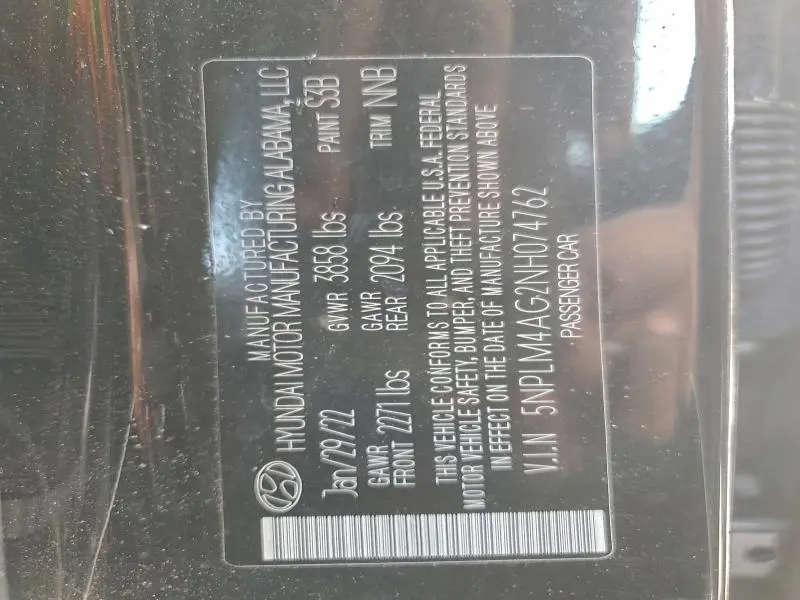 MANUFACTURED BY
HYUNDAI MOTOR MANUFACTURING ALABAMA, LLC
Jan/29/22 GVWR 3858 lbs PAINT S3B
GAWR FRONT 2271 lbs GAWR REAR 2094 lbs TRIM NNB
THIS VEHICLE CONFORMS TO ALL APPLICABLE U.S.A. FEDERAL
MOTOR VEHICLE SAFETY, BUMPER, AND THEFT PREVENTION STANDARDS
IN EFFECT ON THE DATE OF MANUFACTURE SHOWN ABOVE
V.I.N 5NPLM4AG2NH074762
PASSENGER CAR